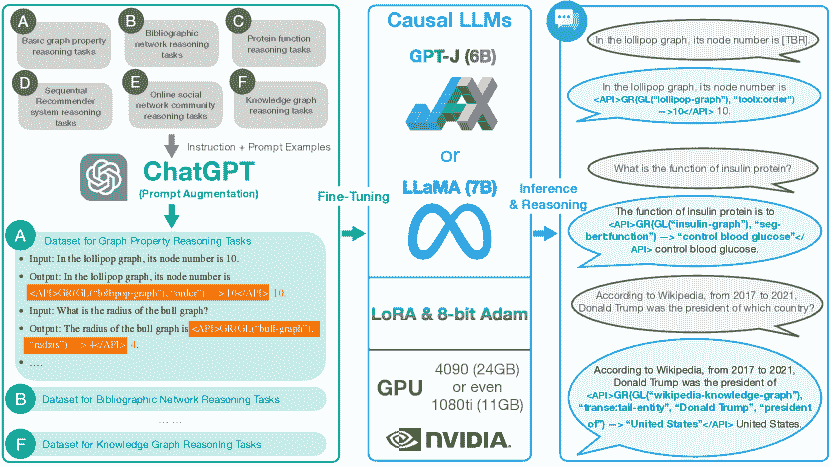 A
Basic graph property
reasoning tasks
B
Bibliographic
network reasoning
tasks
C
Protein function
reasoning tasks
D
Sequential
Recommender
system reasoning
tasks
E
Online social
network community
reasoning tasks
F
Knowledge graph
reasoning tasks
Instruction + Prompt Examples
ChatGPT
(Prompt Augmentation)
A
Dataset for Graph Property Reasoning Tasks
• Input: In the lollipop graph, its node number is 10.
• Output: In the lollipop graph, its node number is
<API>GR(GL("lollipop-graph"), "order") —> 10</API> 10.
• Input: What is the radius of the bull graph?
• Output: The radius of the bull graph is <API>GR(GL("bull-graph"),
"radius") —> 4</API> 4.
• ....
B
Dataset for Bibliographic Network Reasoning Tasks
... ...
F
Dataset for Knowledge Graph Reasoning Tasks
Fine-Tuning
Causal LLMs
GPT-J (6B)
or
LLaMA (7B)
LoRA & 8-bit Adam
GPU
4090 (24GB)
or even
1080ti (11GB)
NVIDIA.
Inference
& Reasoning
In the lollipop graph, its node number is [TBR].
In the lollipop graph, its node number is
<API>GR(GL("lollipop-graph"), "toolx:order")
—>10</API> 10.
What is the function of insulin protein?
The function of insulin protein is to
<API>GR(GL("insulin-graph"), "seg-
bert:function") —> "control blood glucose"</
API> control blood glucose.
According to Wikipedia, from 2017 to 2021,
Donald Trump was the president of which country?
According to Wikipedia, from 2017 to 2021,
Donald Trump was the president of
<API>GR(GL("wikipedia-knowledge-graph"),
"transe:tail-entity", "Donald Trump", "president
of") —> "United States"</API> United States.